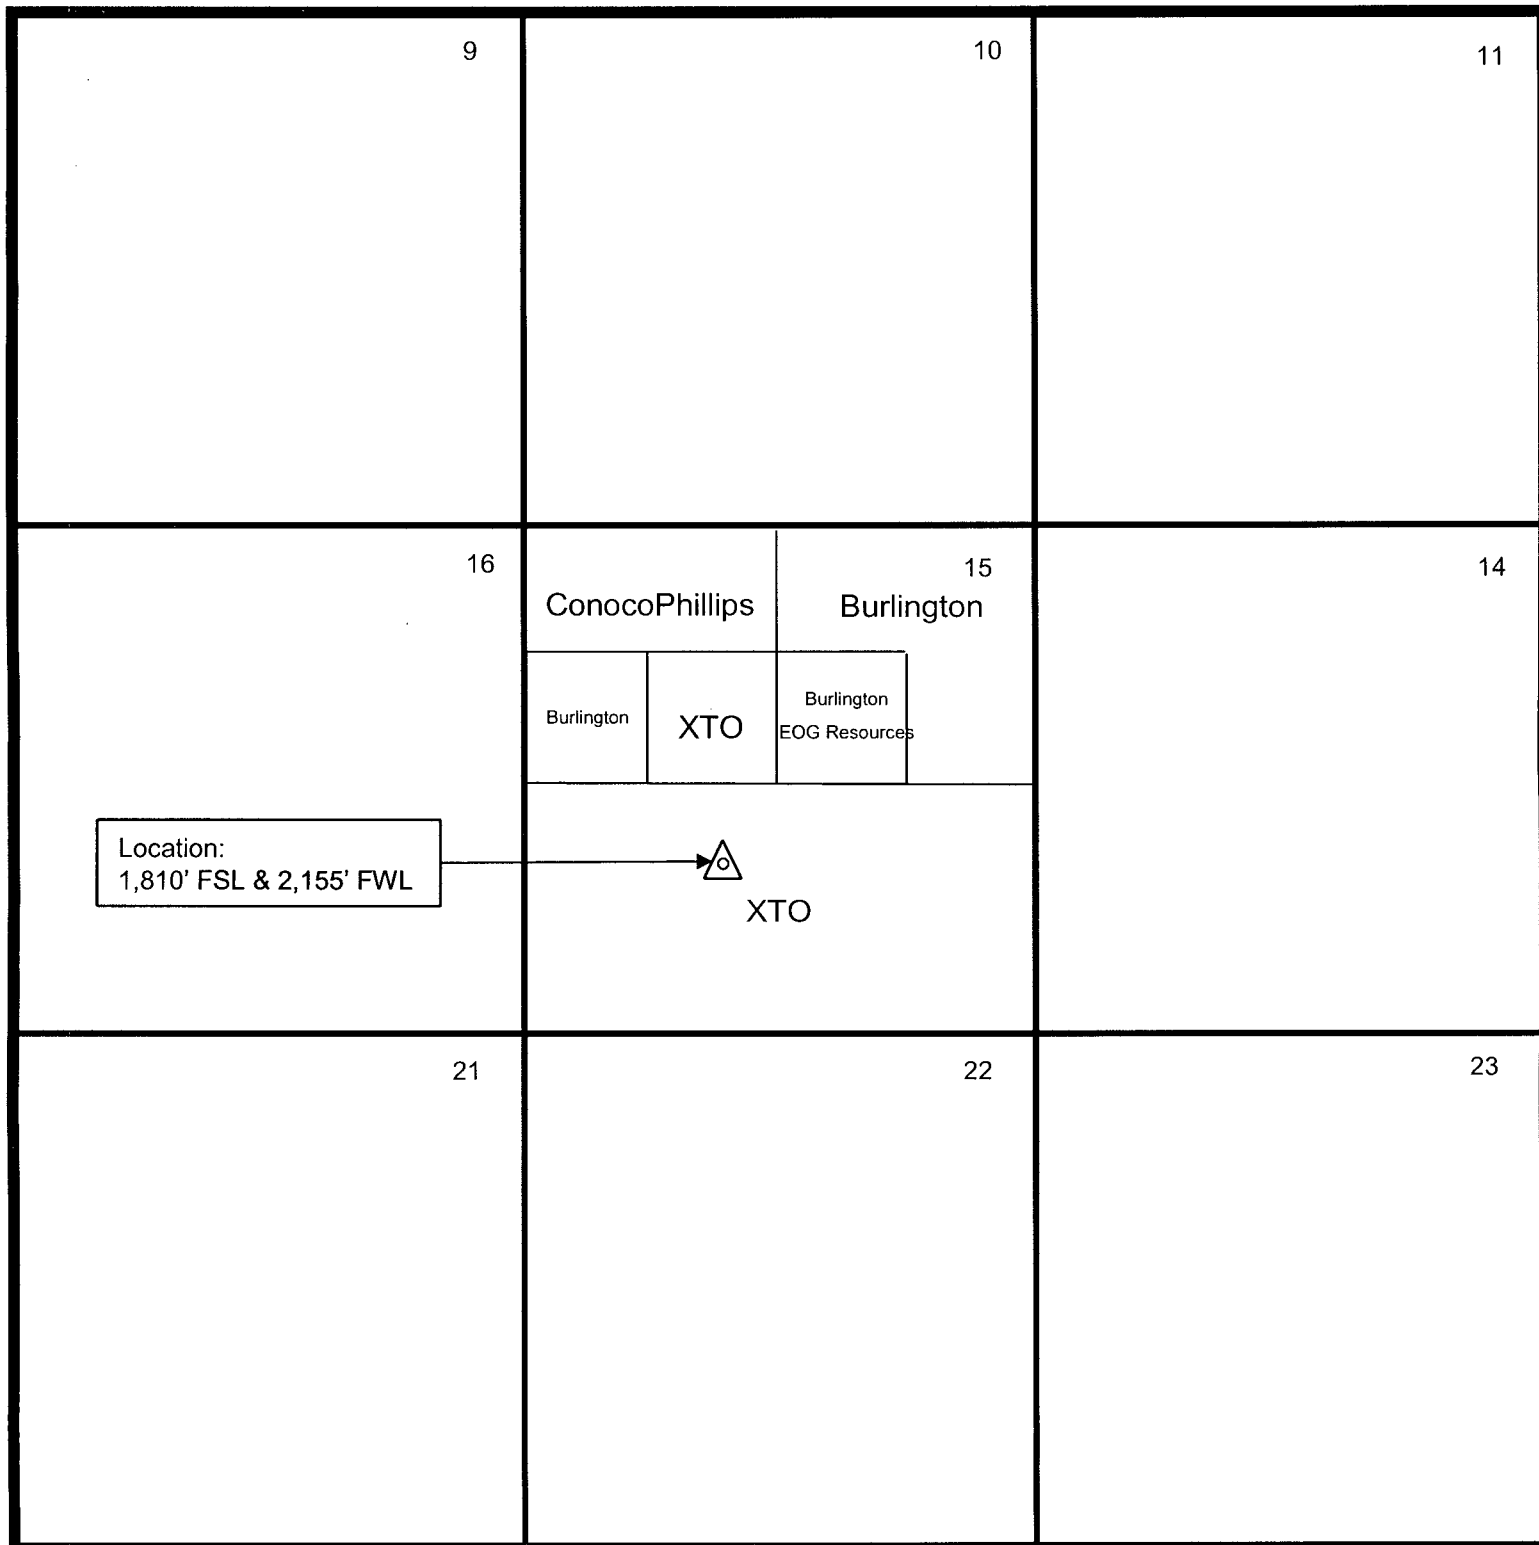 9
10
11
16
15
14
ConocoPhillips
Burlington
Burlington
XTO
Burlington
EOG Resources
Location:
1,810' FSL & 2,155' FWL
XTO
21
22
23